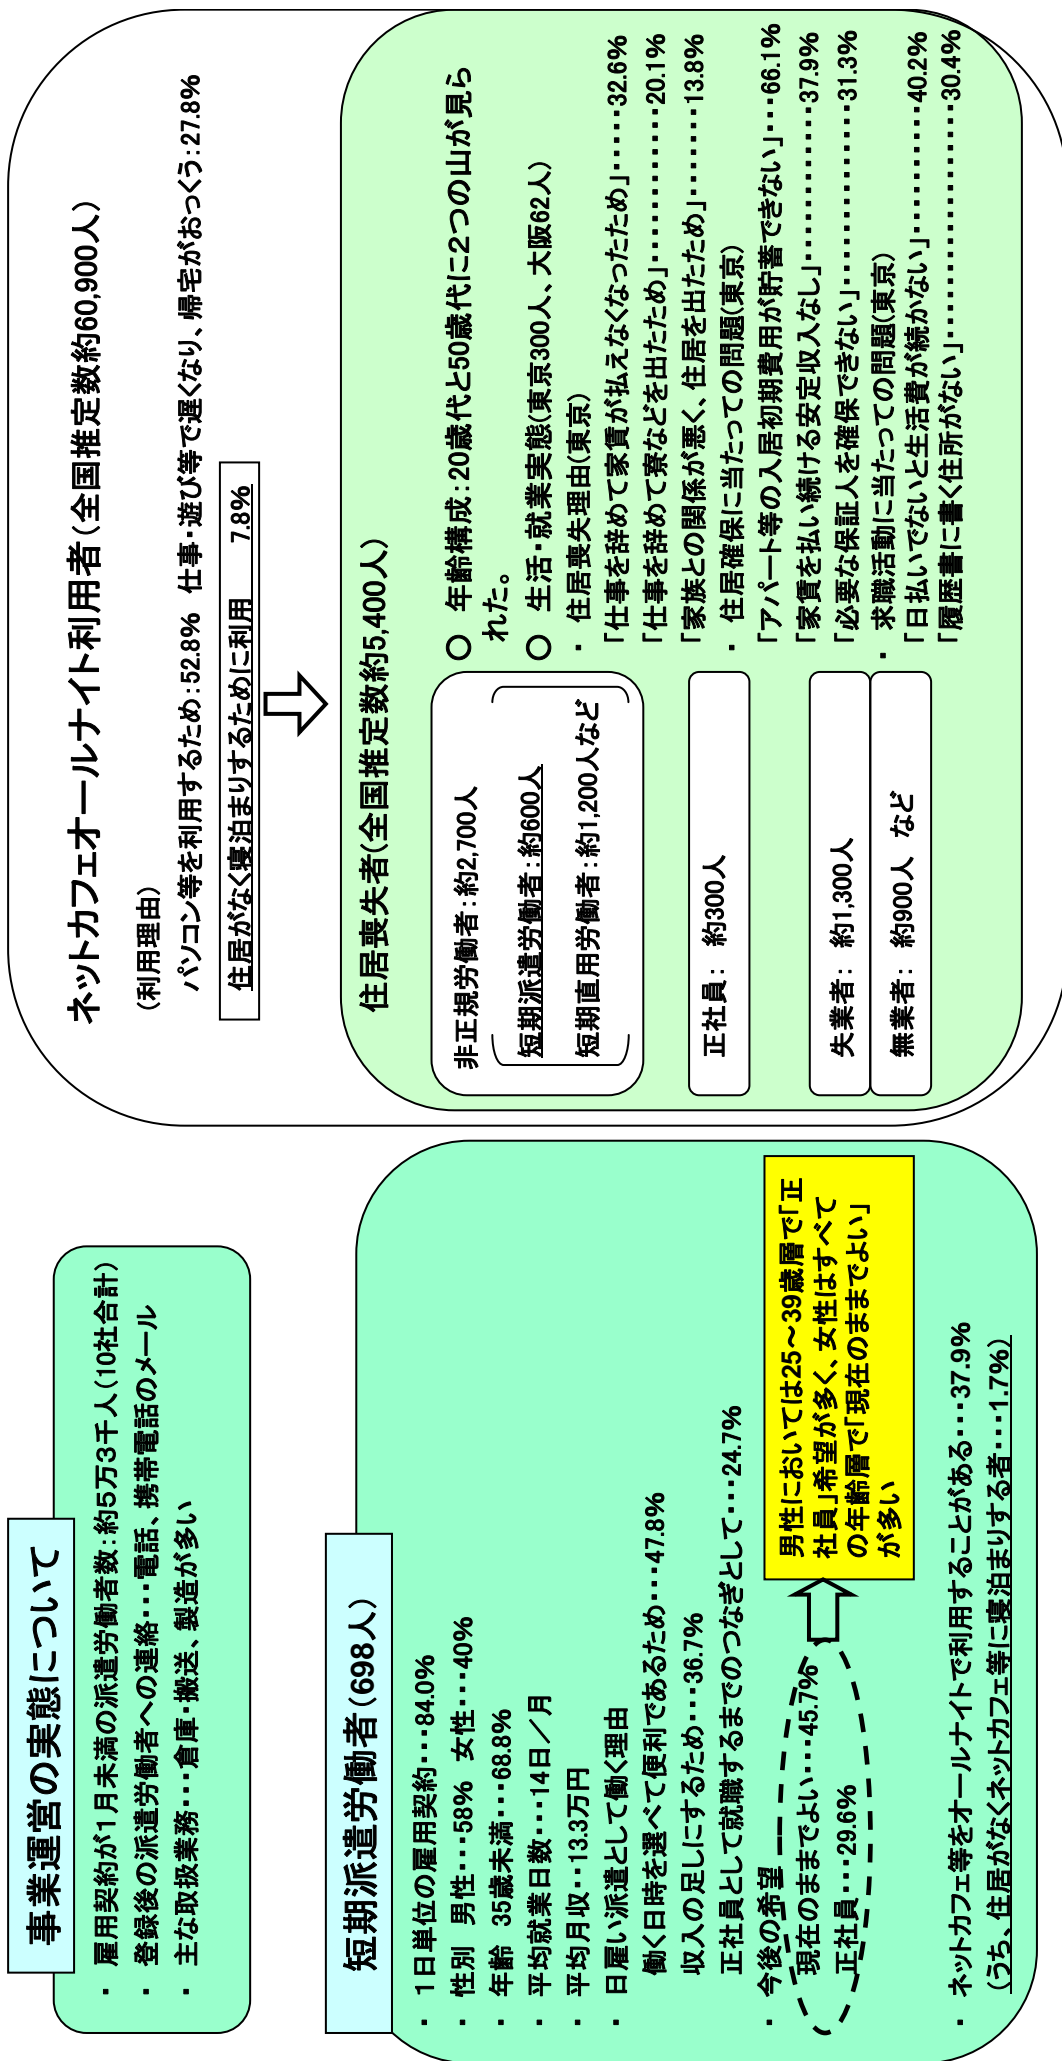 事業運営の実態について
・ 雇用契約が1月未満の派遣労働者数：約5万3千人（10社合計）
・ 登録後の派遣労働者への連絡・・・電話、携帯電話のメール
・ 主な取扱業務・・・倉庫・搬送、製造が多い
短期派遣労働者（698人）
・ 1日単位の雇用契約・・・84.0%
・ 性別 男性・・・58% 女性・・・40%
・ 年齢 35歳未満・・・68.8%
・ 平均就業日数・・・14日／月
・ 平均月収・・・13.3万円
・ 日雇い派遣として働く理由
働く日時を選べて便利であるため・・・47.8%
収入の足しにするため・・・36.7%
正社員として就職するまでのつなぎとして・・・24.7%
・ 今後の希望
現在のままでよい・・・45.7%
正社員・・・29.6%
男性においては25～39歳層で「正
社員」希望が多く、女性はすべて
の年齢層で「現在のままでよい」
が多い
・ ネットカフェ等をオールナイトで利用することがある・・・37.9%
（うち、住居がなくネットカフェ等に寝泊まりする者・・・1.7%）
ネットカフェオールナイト利用者（全国推定数約60,900人）
（利用理由）
パソコン等を利用するため：52.8% 仕事・遊び等で遅くなり、帰宅がおっくう：27.8%
住居がなく寝泊まりするために利用 7.8%
住居喪失者（全国推定数約5,400人）
非正規労働者：約2,700人
短期派遣労働者：約600人
短期直用労働者：約1,200人など
正社員： 約300人
失業者： 約1,300人
無業者： 約900人 など
○ 年齢構成：20歳代と50歳代に2つの山が見ら
れた。
○ 生活・就業実態（東京300人、大阪62人）
・ 住居喪失理由（東京）
「仕事を辞めて家賃が払えなくなったため」・・・・・32.6%
「仕事を辞めて寮などを出たため」・・・・・・・・・・・20.1%
「家族との関係が悪く、住居を出たため」・・・・・・13.8%
・ 住居確保に当たっての問題（東京）
「アパート等の入居初期費用が貯蓄できない」・・・66.1%
「家賃を払い続ける安定収入なし」・・・・・・・・・・・・37.9%
「必要な保証人を確保できない」・・・・・・・・・・・・・・31.3%
・ 求職活動に当たっての問題（東京）
「日払いでないと生活費が続かない」・・・・・・・・・・40.2%
「履歴書に書く住所がない」・・・・・・・・・・・・・・・・・・30.4%